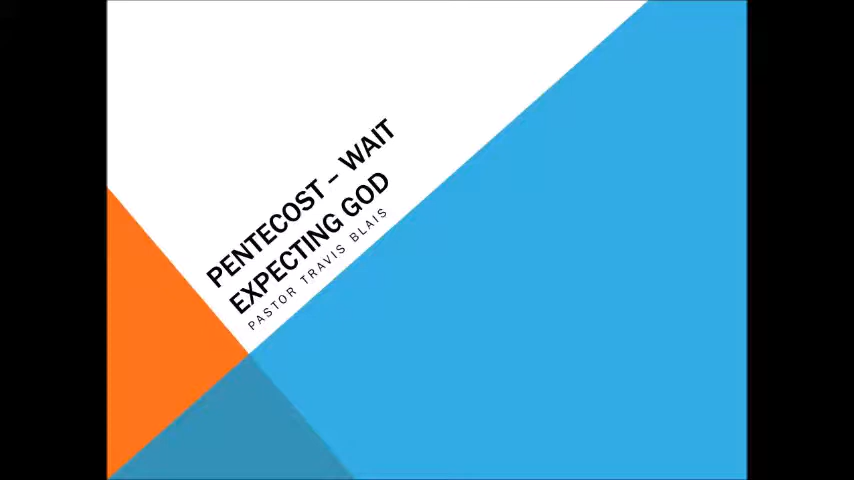 PENTECOST – WAIT
EXPECTING GOD
PASTOR TRAVIS BLAIS